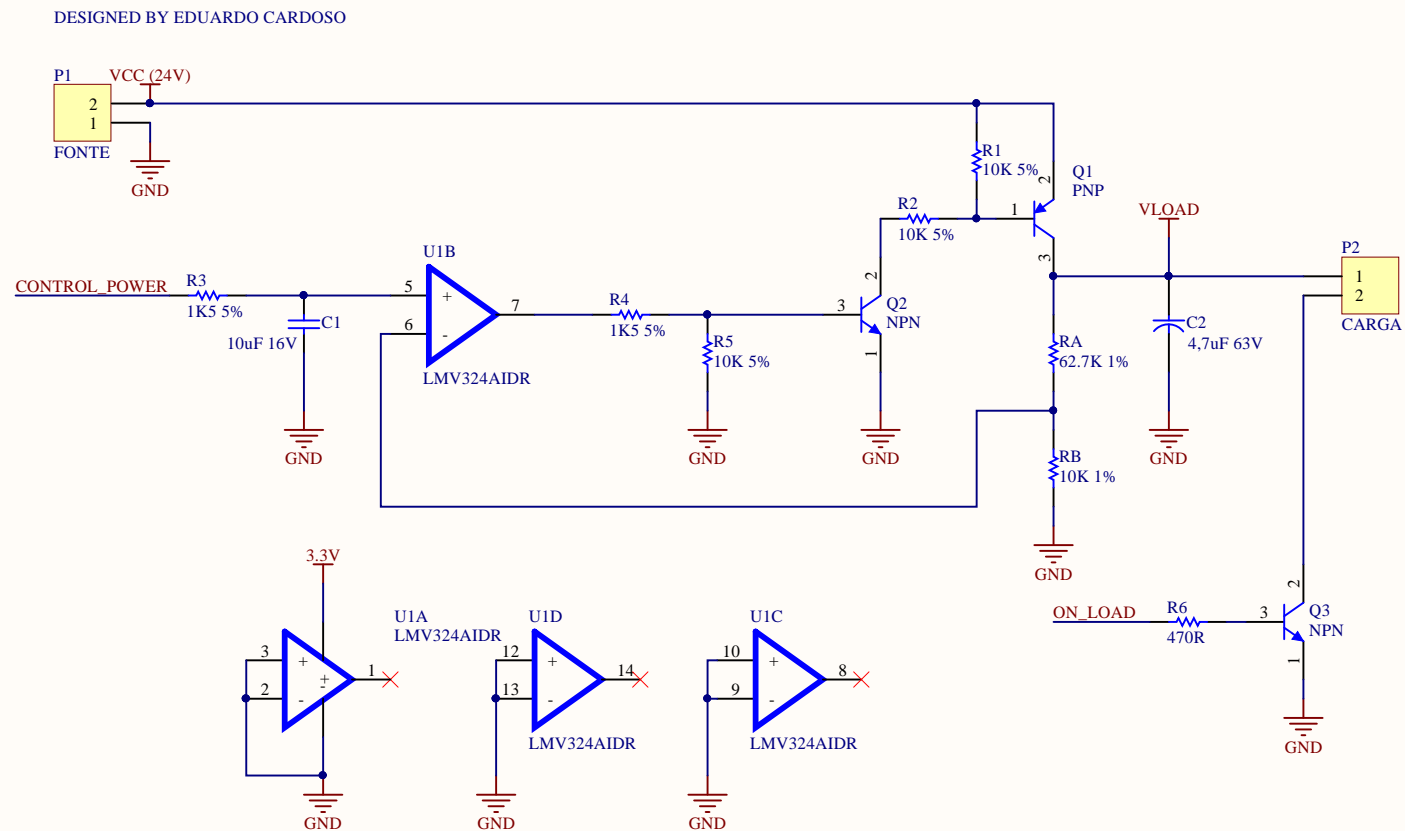 DESIGNED BY EDUARDO CARDOSO
P1
VCC (24V)
2
1
FONTE
GND
R1
10K 5%
2
Q1
PNP
1
3
R2
10K 5%
VLOAD
P2
1
2
CARGA
CONTROL_POWER
R3
1K5 5%
C1
10uF 16V
GND
U1B
5
+
6
-
7
LMV324AIDR
R4
1K5 5%
R5
10K 5%
GND
2
3
Q2
NPN
1
GND
RA
62.7K 1%
C2
4,7uF 63V
GND
RB
10K 1%
GND
3.3V
U1A
LMV324AIDR
3
+
2
-
+
-
1
GND
U1D
12
+
13
-
14
LMV324AIDR
GND
U1C
10
+
9
-
8
LMV324AIDR
GND
ON_LOAD
R6
470R
2
3
Q3
NPN
1
GND